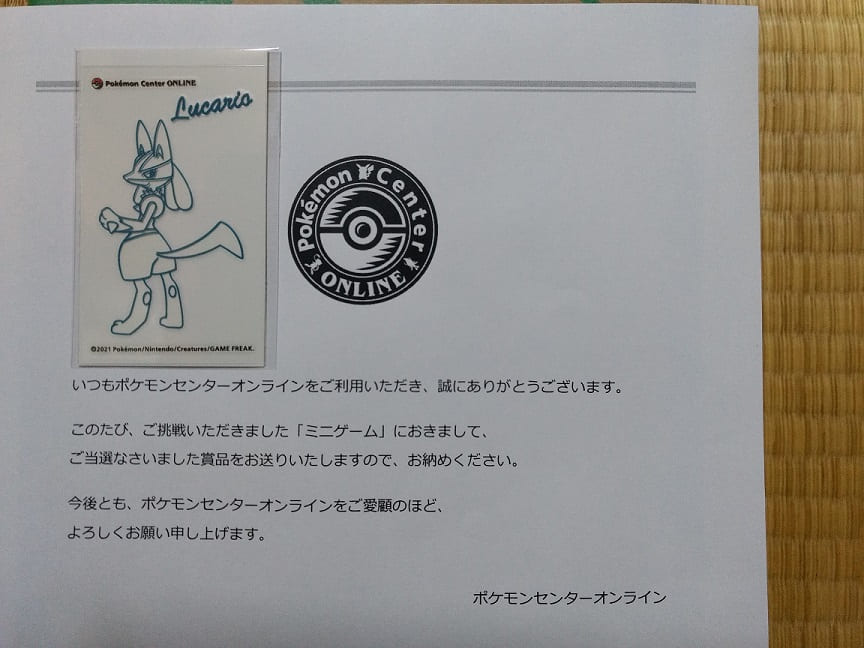 Pokémon Center ONLINE
Lucario
©2021 Pokémon/Nintendo/Creatures/GAME FREAK.
Pokémon Center
ONLINE
いつもポケモンセンターオンラインをご利用いただき、誠にありがとうございます。
このたび、ご挑戦いただきました「ミニゲーム」におきまして、
ご当選なさいました賞品をお送りいたしますので、お納めください。
今後とも、ポケモンセンターオンラインをご愛顧のほど、
よろしくお願い申し上げます。
ポケモンセンターオンライン